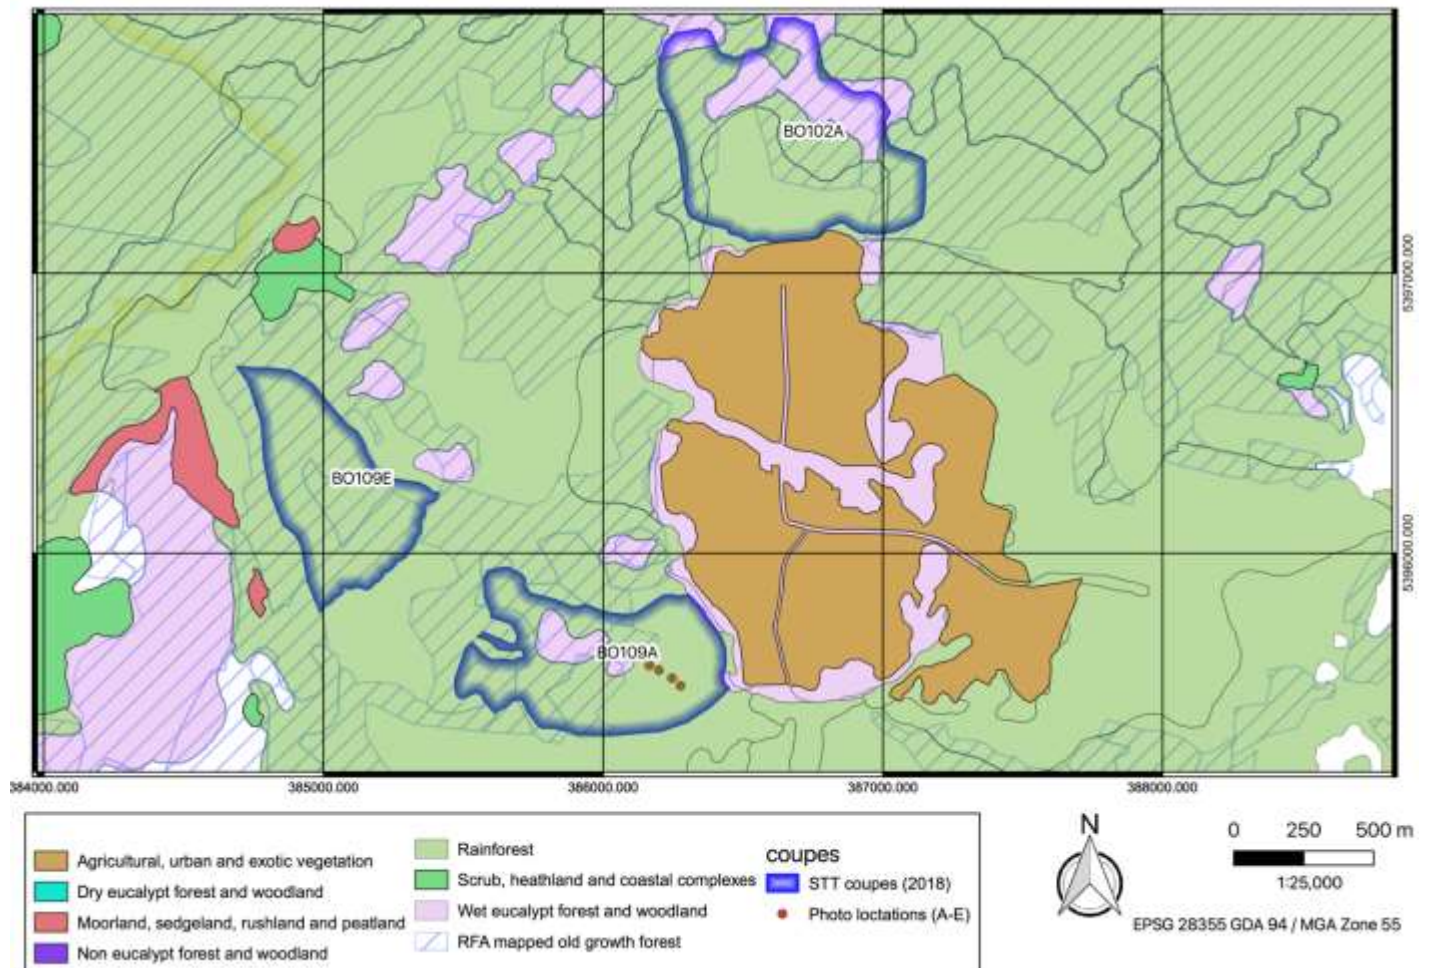 BO102A
5397000.000
BO109E
5396000.000
BO109A
384000.000 385000.000 386000.000 387000.000 388000.000
Agricultural, urban and exotic vegetation
Dry eucalypt forest and woodland
Moorland, sedgeland, rushland and peatland
Non eucalypt forest and woodland
Rainforest
Scrub, heathland and coastal complexes
Wet eucalypt forest and woodland
RFA mapped old growth forest
coupes
STT coupes (2018)
Photo loctations (A-E)
N
0 250 500 m
1:25,000
EPSG 28355 GDA 94 / MGA Zone 55